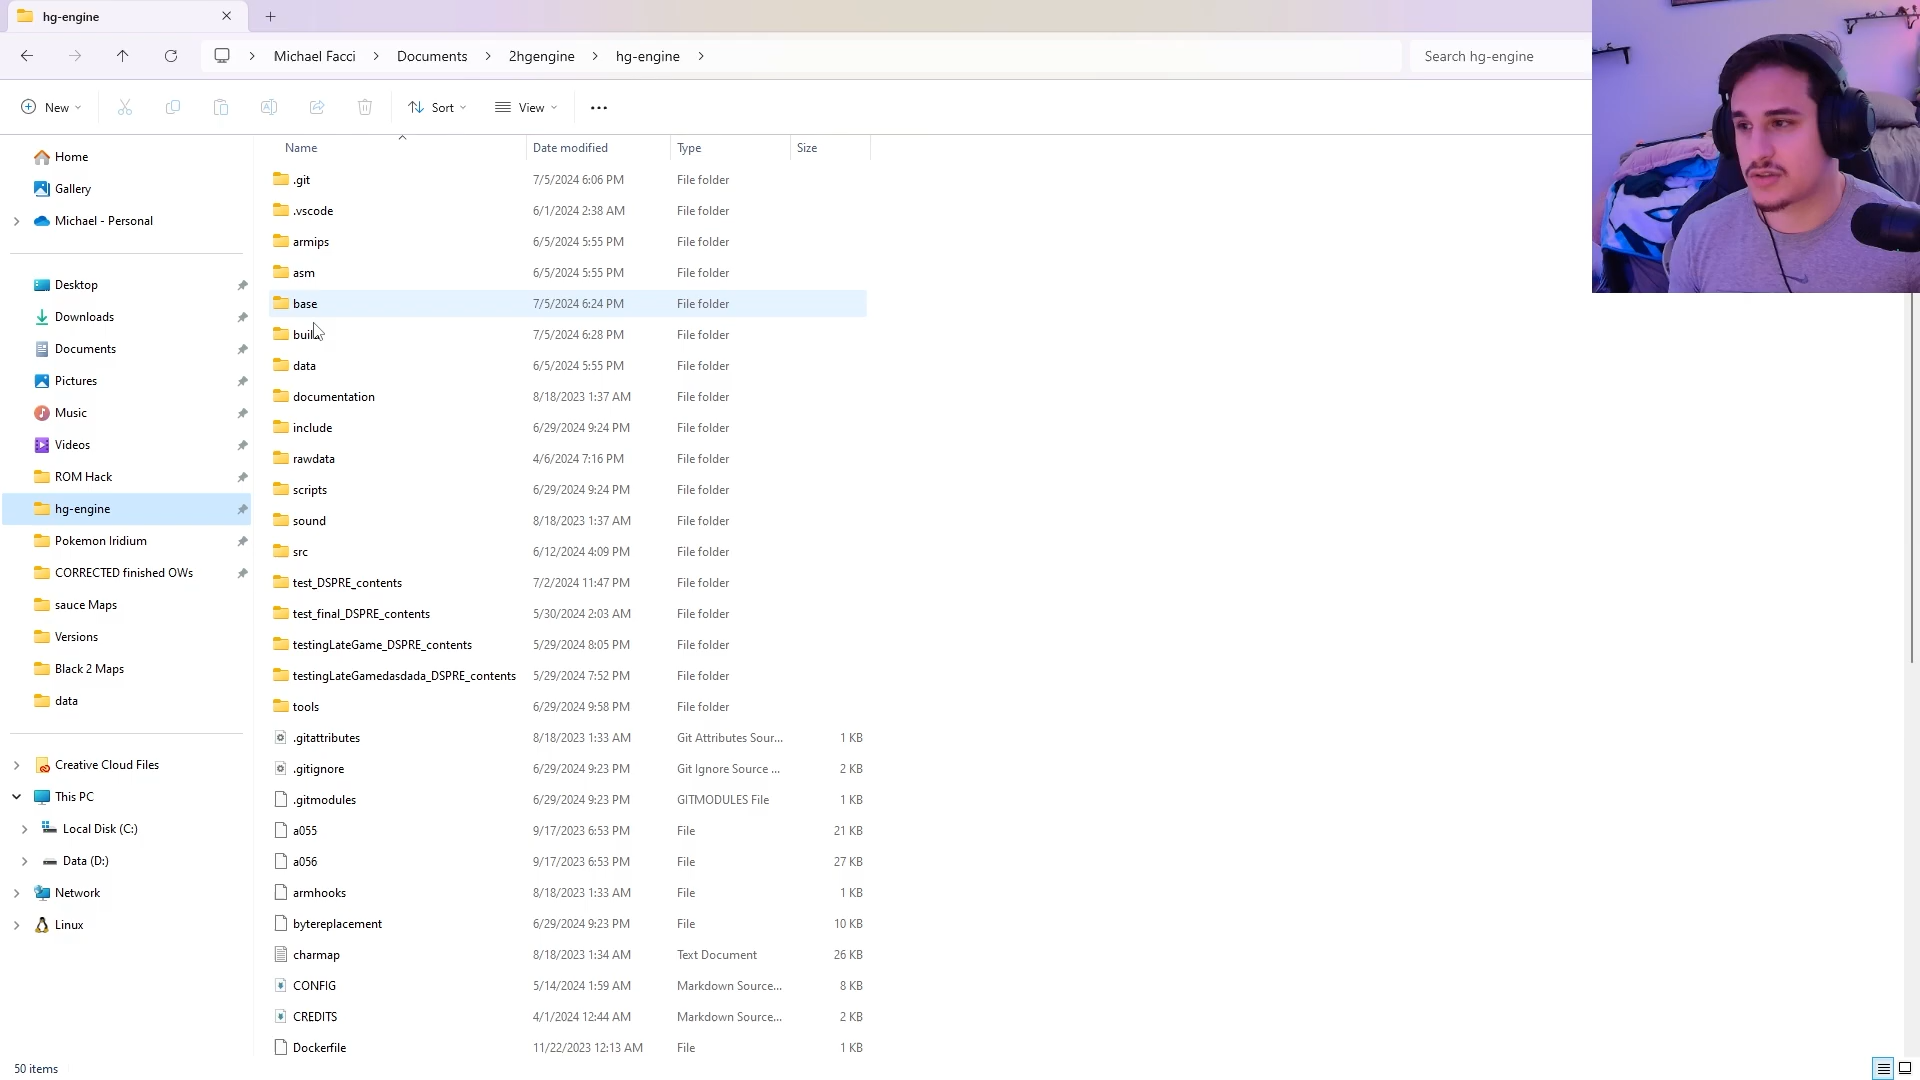 hg-engine
Michael Facci
Documents
2hgengine
hg-engine
Search hg-engine
New
Sort
View
Name
Date modified
Type
Size
Home
Gallery
Michael - Personal
Desktop
Downloads
Documents
Pictures
Music
Videos
ROM Hack
hg-engine
Pokemon Iridium
CORRECTED finished OWs
sauce Maps
Versions
Black 2 Maps
data
Creative Cloud Files
This PC
Local Disk (C:)
Data (D:)
Network
Linux
.git 7/5/2024 6:06 PM File folder
.vscode 6/1/2024 2:38 AM File folder
armips 6/5/2024 5:55 PM File folder
asm 6/5/2024 5:55 PM File folder
base 7/5/2024 6:24 PM File folder
build 7/5/2024 6:28 PM File folder
data 6/5/2024 5:55 PM File folder
documentation 8/18/2023 1:37 AM File folder
include 6/29/2024 9:24 PM File folder
rawdata 4/6/2024 7:16 PM File folder
scripts 6/29/2024 9:24 PM File folder
sound 8/18/2023 1:37 AM File folder
src 6/12/2024 4:09 PM File folder
test_DSPRE_contents 7/2/2024 11:47 PM File folder
test_final_DSPRE_contents 5/30/2024 2:03 AM File folder
testingLateGame_DSPRE_contents 5/29/2024 8:05 PM File folder
testingLateGamedasdada_DSPRE_contents 5/29/2024 7:52 PM File folder
tools 6/29/2024 9:58 PM File folder
.gitattributes 8/18/2023 1:33 AM Git Attributes Sour... 1 KB
.gitignore 6/29/2024 9:23 PM Git Ignore Source ... 2 KB
.gitmodules 6/29/2024 9:23 PM GITMODULES File 1 KB
a055 9/17/2023 6:53 PM File 21 KB
a056 9/17/2023 6:53 PM File 27 KB
armhooks 8/18/2023 1:33 AM File 1 KB
bytereplacement 6/29/2024 9:23 PM File 10 KB
charmap 8/18/2023 1:34 AM Text Document 26 KB
CONFIG 5/14/2024 1:59 AM Markdown Source... 8 KB
CREDITS 4/1/2024 12:44 AM Markdown Source... 2 KB
Dockerfile 11/22/2023 12:13 AM File 1 KB
50 items